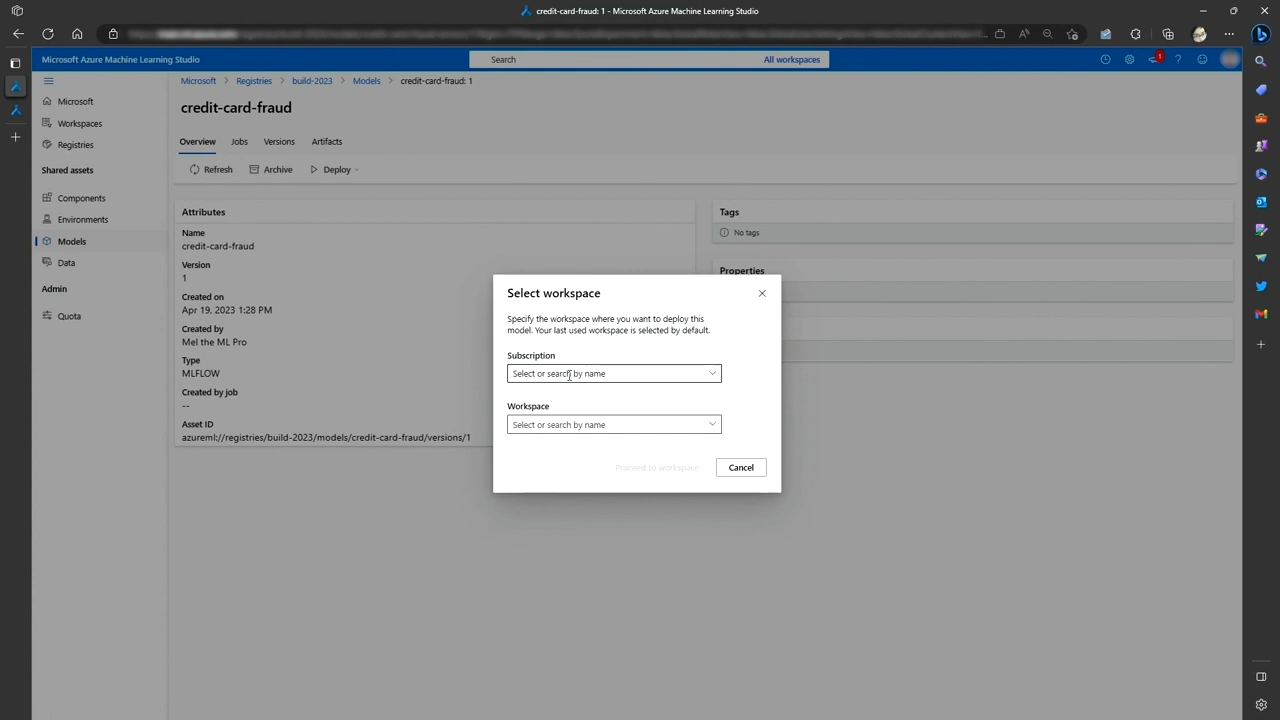 credit-card-fraud: 1 - Microsoft Azure Machine Learning Studio
Microsoft Azure Machine Learning Studio
Search
All workspaces
1
Microsoft
Registries
build-2023
Models
credit-card-fraud: 1
Microsoft
Workspaces
Registries
Shared assets
Components
Environments
Models
Data
Admin
Quota
credit-card-fraud
Overview
Jobs
Versions
Artifacts
Refresh
Archive
Deploy
Attributes
Name
credit-card-fraud
Version
1
Created on
Apr 19, 2023 1:28 PM
Created by
Mel the ML Pro
Type
MLFLOW
Created by job
--
Asset ID
azureml://registries/build-2023/models/credit-card-fraud/versions/1
Tags
No tags
Properties
Select workspace
Specify the workspace where you want to deploy this
model. Your last used workspace is selected by default.
Subscription
Select or search by name
Workspace
Select or search by name
Proceed to workspace
Cancel